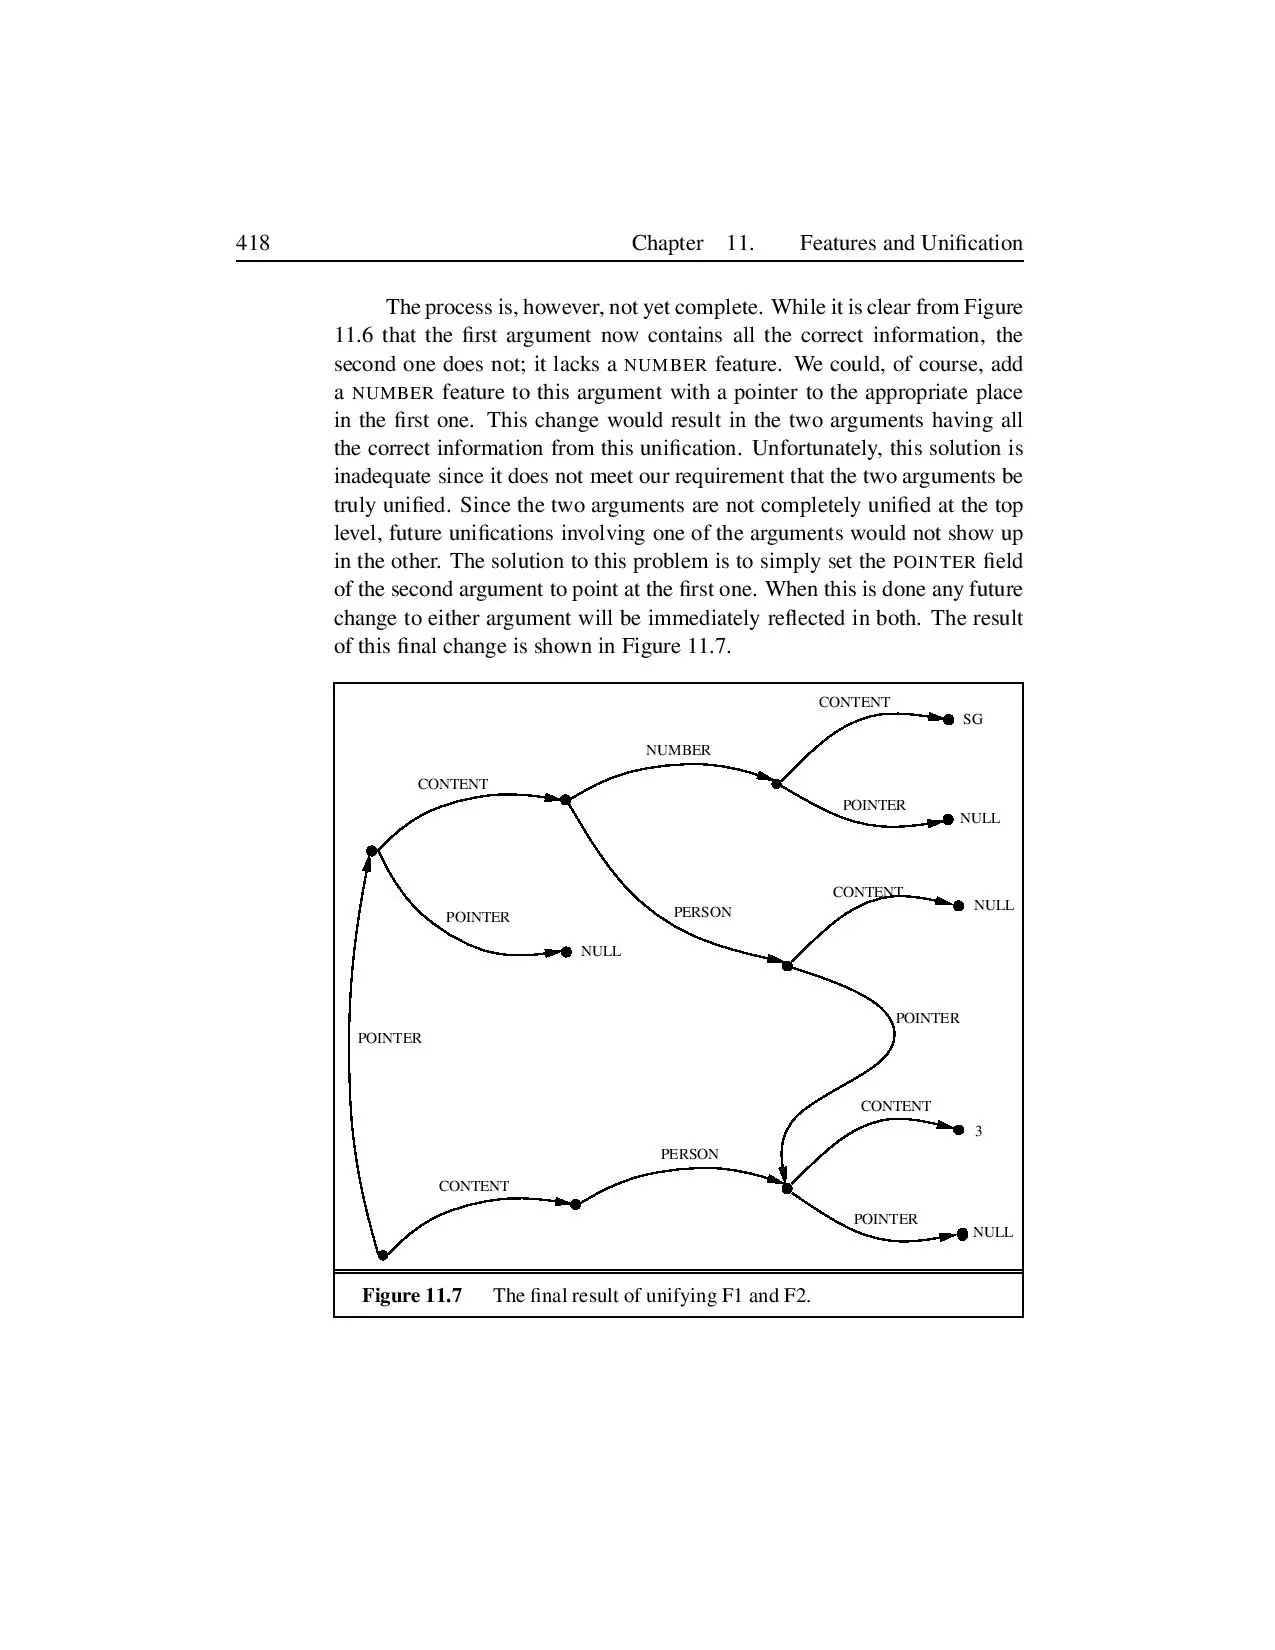 418 Chapter 11. Features and Unification
The process is, however, not yet complete. While it is clear from Figure
11.6 that the first argument now contains all the correct information, the
second one does not; it lacks a NUMBER feature. We could, of course, add
a NUMBER feature to this argument with a pointer to the appropriate place
in the first one. This change would result in the two arguments having all
the correct information from this unification. Unfortunately, this solution is
inadequate since it does not meet our requirement that the two arguments be
truly unified. Since the two arguments are not completely unified at the top
level, future unifications involving one of the arguments would not show up
in the other. The solution to this problem is to simply set the POINTER field
of the second argument to point at the first one. When this is done any future
change to either argument will be immediately reflected in both. The result
of this final change is shown in Figure 11.7.
CONTENT
SG
NUMBER
CONTENT
POINTER
NULL
CONTENT
NULL
PERSON
POINTER
NULL
POINTER
POINTER
CONTENT
3
PERSON
CONTENT
POINTER
NULL
Figure 11.7 The final result of unifying F1 and F2.